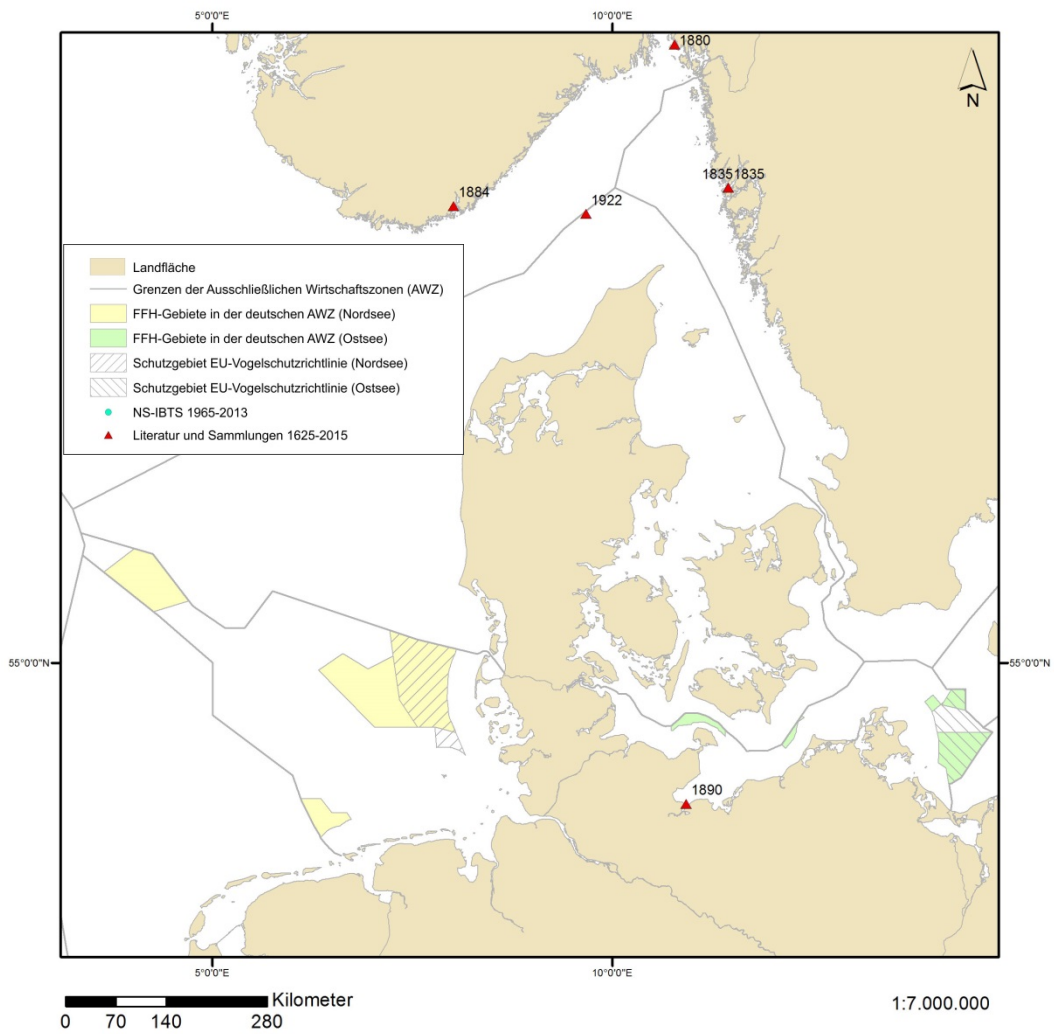 5°0'0"E
10°0'0"E
1880
N
1835 1835
1884
1922
Landfläche
Grenzen der Ausschließlichen Wirtschaftszonen (AWZ)
FFH-Gebiete in der deutschen AWZ (Nordsee)
FFH-Gebiete in der deutschen AWZ (Ostsee)
Schutzgebiet EU-Vogelschutzrichtlinie (Nordsee)
Schutzgebiet EU-Vogelschutzrichtlinie (Ostsee)
NS-IBTS 1965-2013
Literatur und Sammlungen 1625-2015
55°0'0"N
55°0'0"N
1890
5°0'0"E
10°0'0"E
Kilometer
0 70 140 280
1:7.000.000